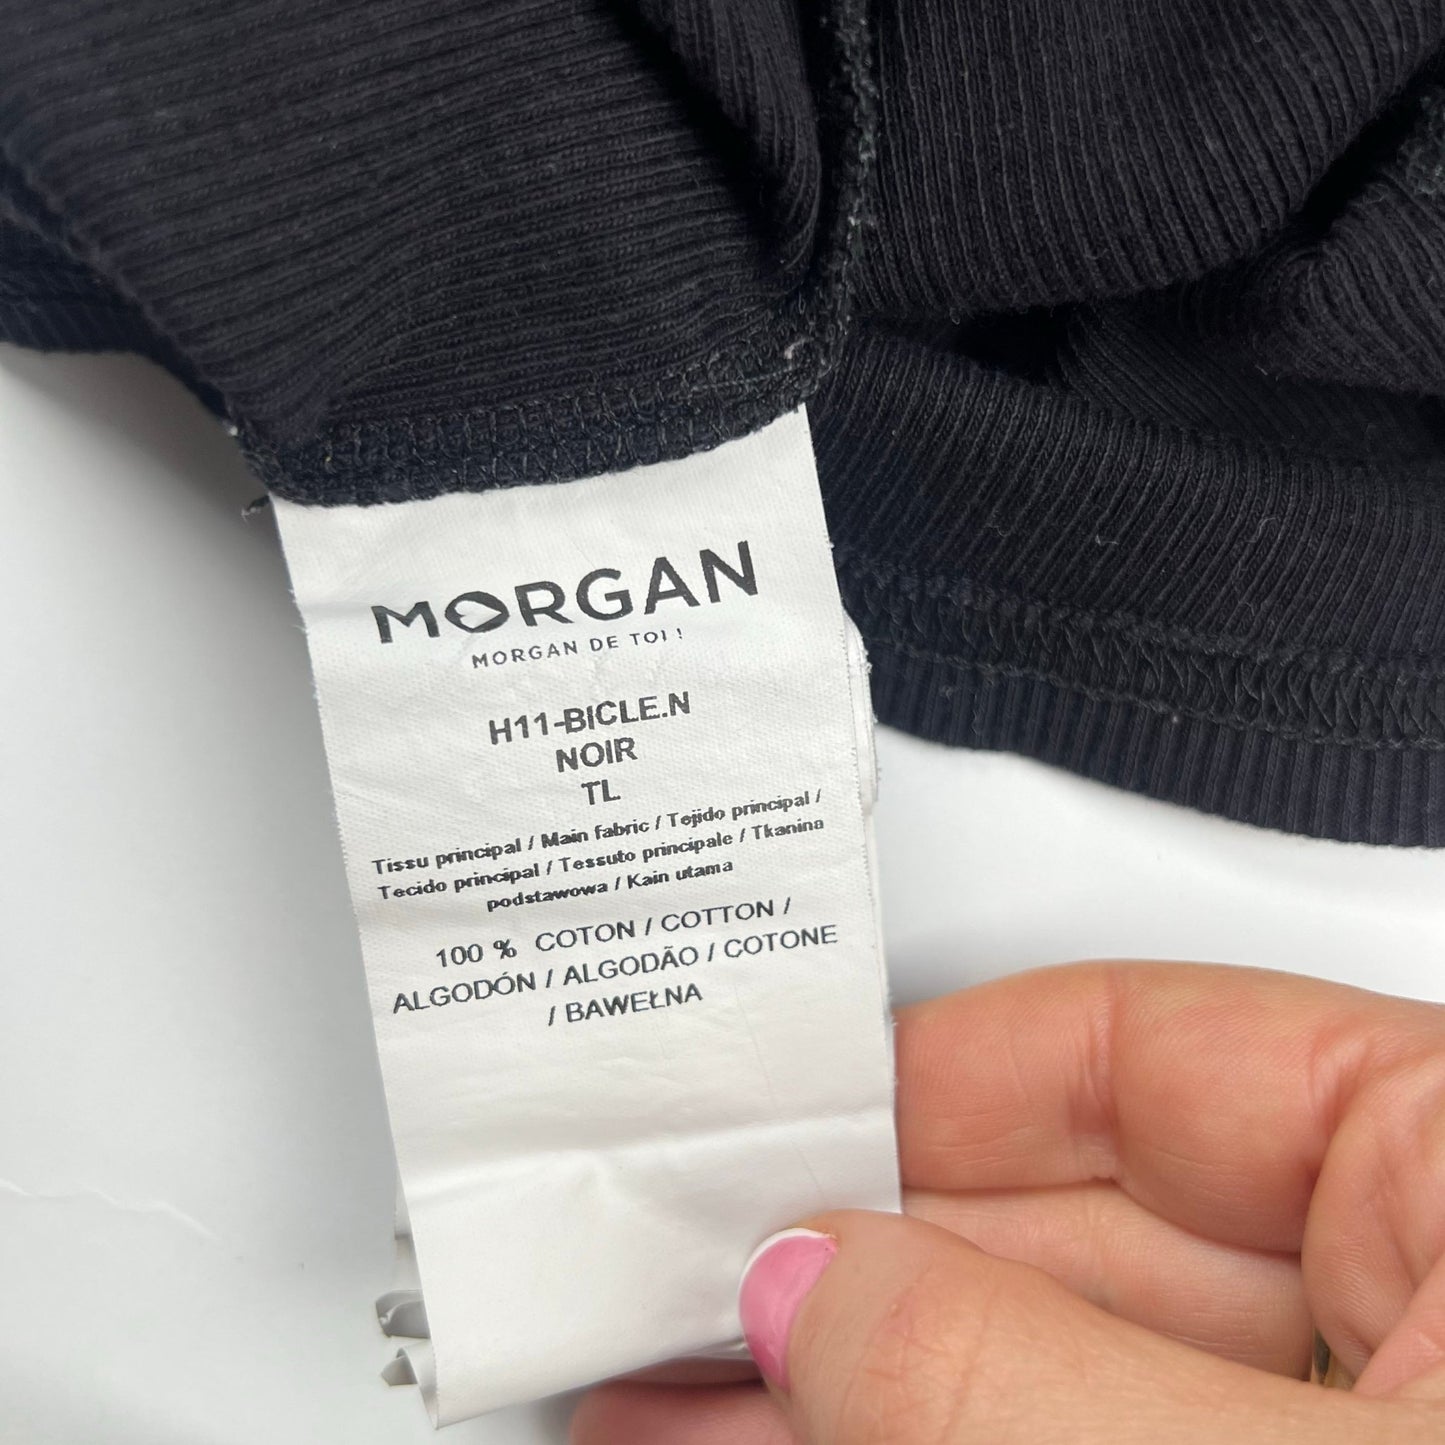 MORGAN
MORGAN DE TOI !
H11-BICLE.N
NOIR
TL
Tissu principal / Main fabric / Tejido principal /
Tecido principal / Tessuto principale / Tkanina
podstawowa / Kain utama
100 % COTON / COTTON /
ALGODÓN / ALGODÃO / COTONE
/ BAWEŁNA